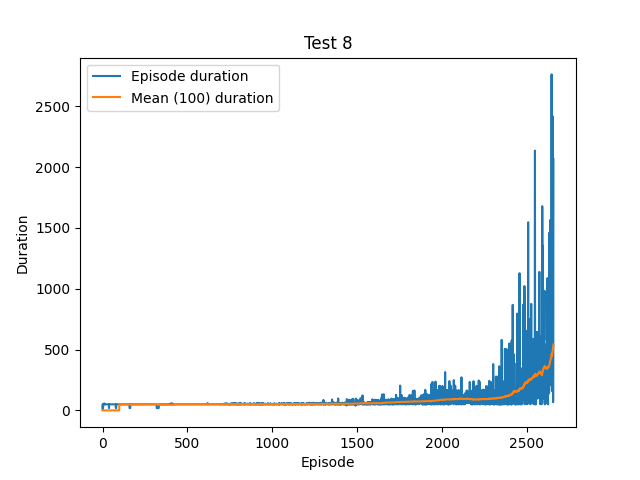 Test 8
Episode duration
Mean (100) duration
2500
2000
1500
1000
500
0
Duration
0 500 1000 1500 2000 2500
Episode